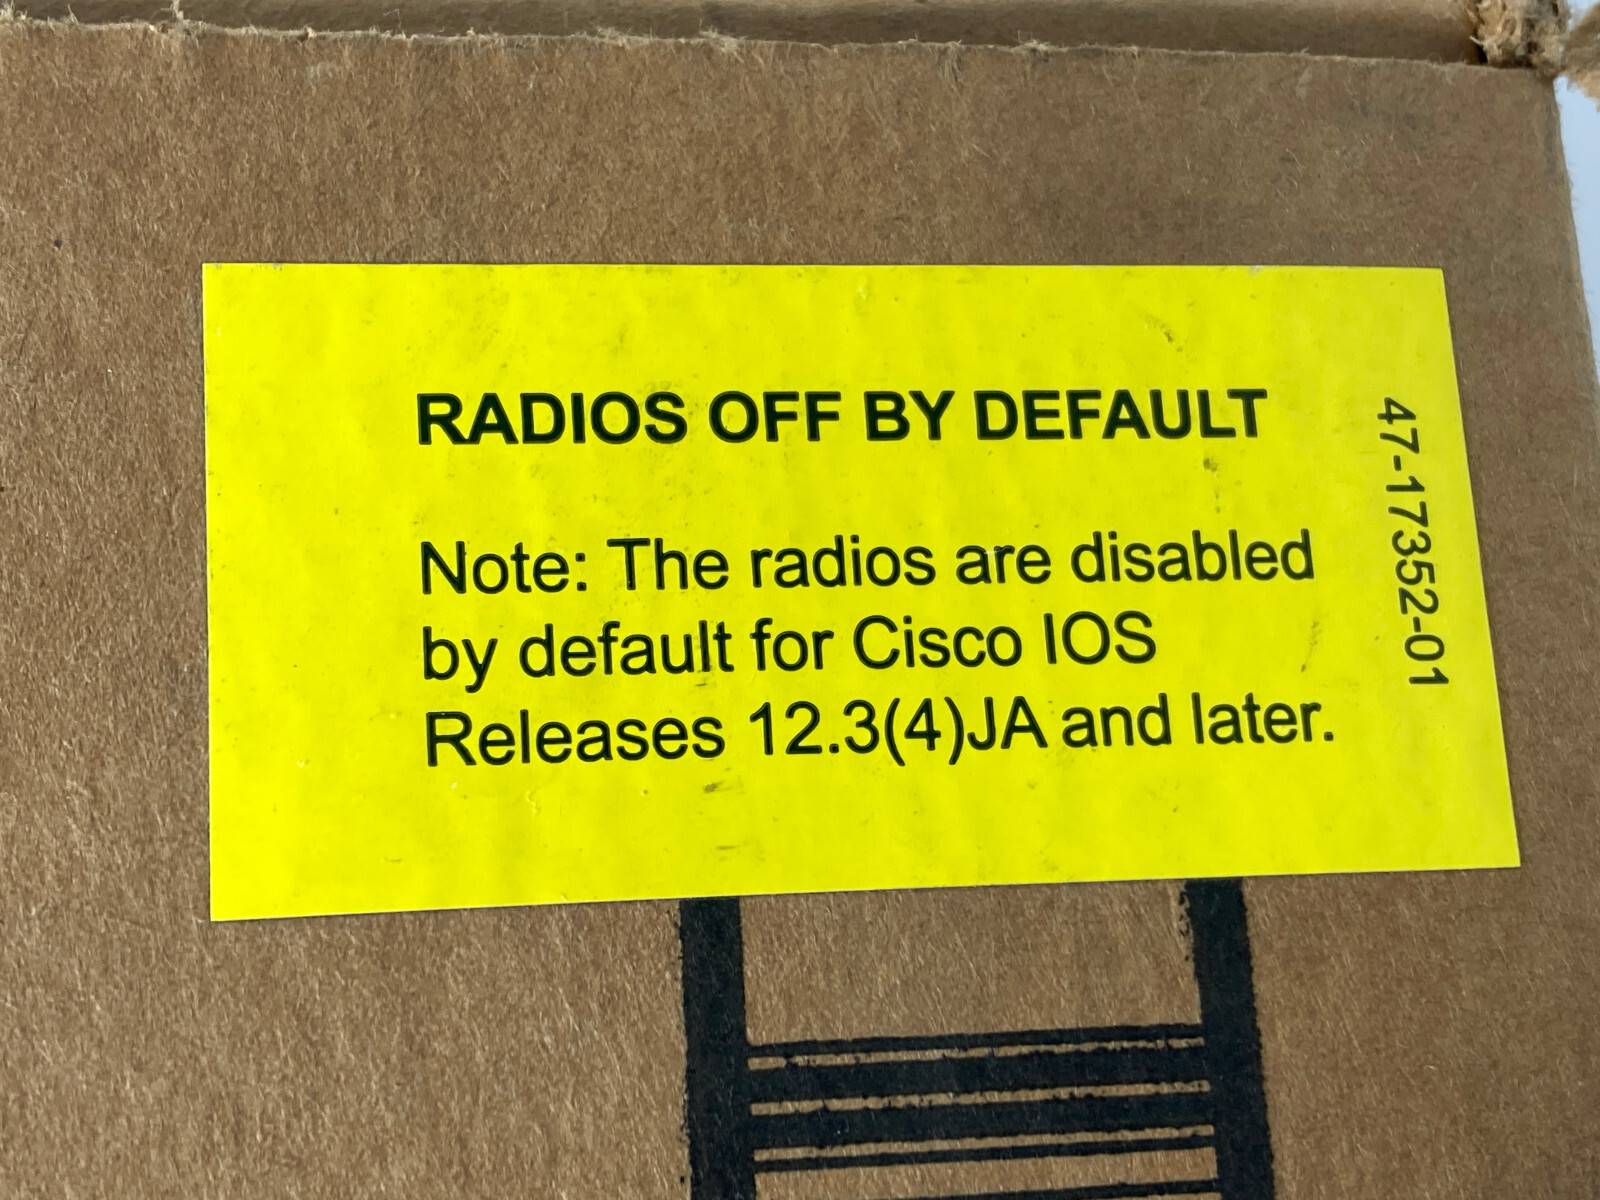 RADIOS OFF BY DEFAULT
Note: The radios are disabled
by default for Cisco IOS
Releases 12.3(4)JA and later.
47-17352-01